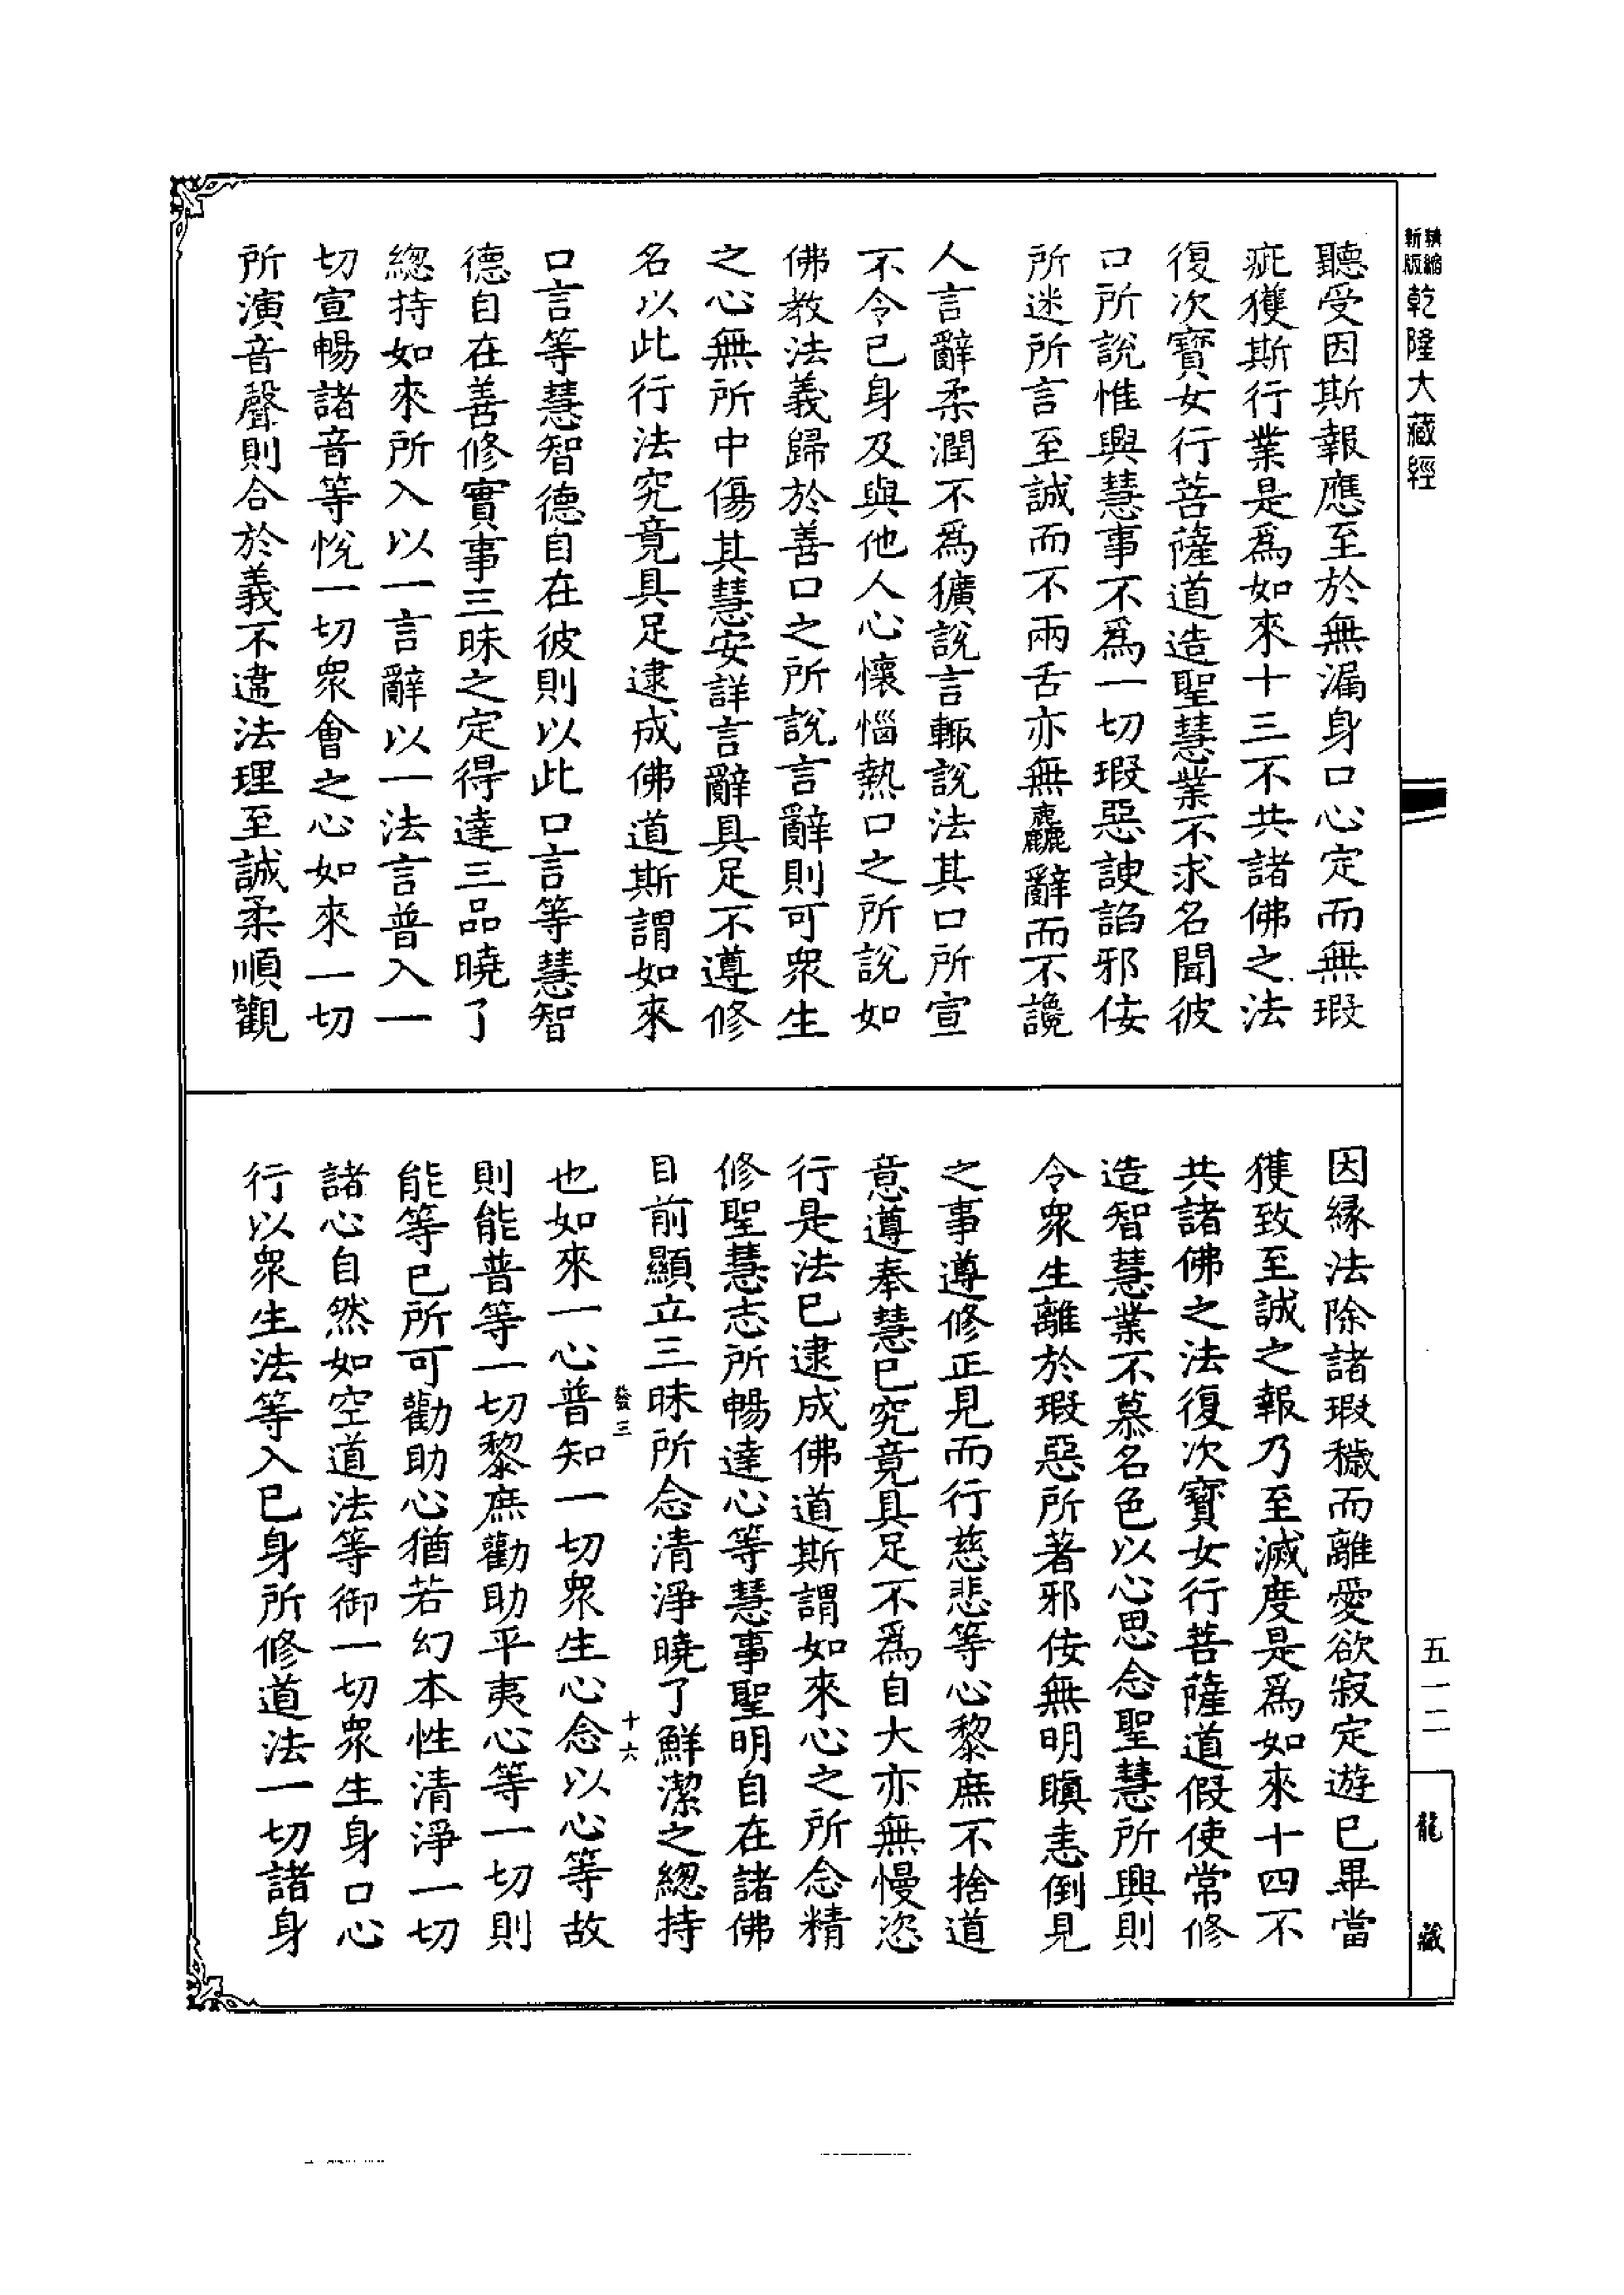 新版精縮
乾隆大藏經
聽受因斯報應至於無漏身口心定而無瑕
疵獲斯行業是爲如來十三不共諸佛之法
復次寶女行菩薩道造聖慧業不求名聞彼
口所說惟興慧事不爲一切瑕惡諛諂邪侫
所迷所言至誠而不兩舌亦無麤辭而不讒
人言辭柔潤不爲獷說言輙說法其口所宣
不令已身及與他人心懷惱熱口之所說如
佛教法義歸於善口之所說言辭則可衆生
之心無所中傷其慧安詳言辭具足不遵修
名以此行法究竟具足逮成佛道斯謂如來
口言等慧智德自在彼則以此口言等慧智
德自在善修實事三昧之定得達三品曉了
緫持如來所入以一言辭以一法言普入一
切宣暢諸音等悅一切衆會之心如來一切
所演音聲則合於義不違法理至誠柔順觀
因縁法除諸瑕穢而離愛欲寂定遊已畢當
獲致至誠之報乃至滅度是爲如來十四不
共諸佛之法復次寶女行菩薩道假使常修
造智慧業不慕名色以心思念聖慧所興則
令衆生離於瑕惡所著邪侫無明瞋恚倒見
之事遵修正見而行慈悲等心黎庶不捨道
意遵奉慧已究竟具足不爲自大亦無慢恣
行是法已逮成佛道斯謂如來心之所念精
修聖慧志所暢達心等慧事聖明自在諸佛
目前顯立三昧所念清淨曉了鮮潔之緫持
發三
十六
也如來一心普知一切衆生心念以心等故
則能普等一切黎庶勸助平夷心等一切則
能等已所可勸助心猶若幻本性清淨一切
諸心自然如空道法等御一切衆生身口心
行以衆生法等入已身所修道法一切諸身
五一二
龍
藏